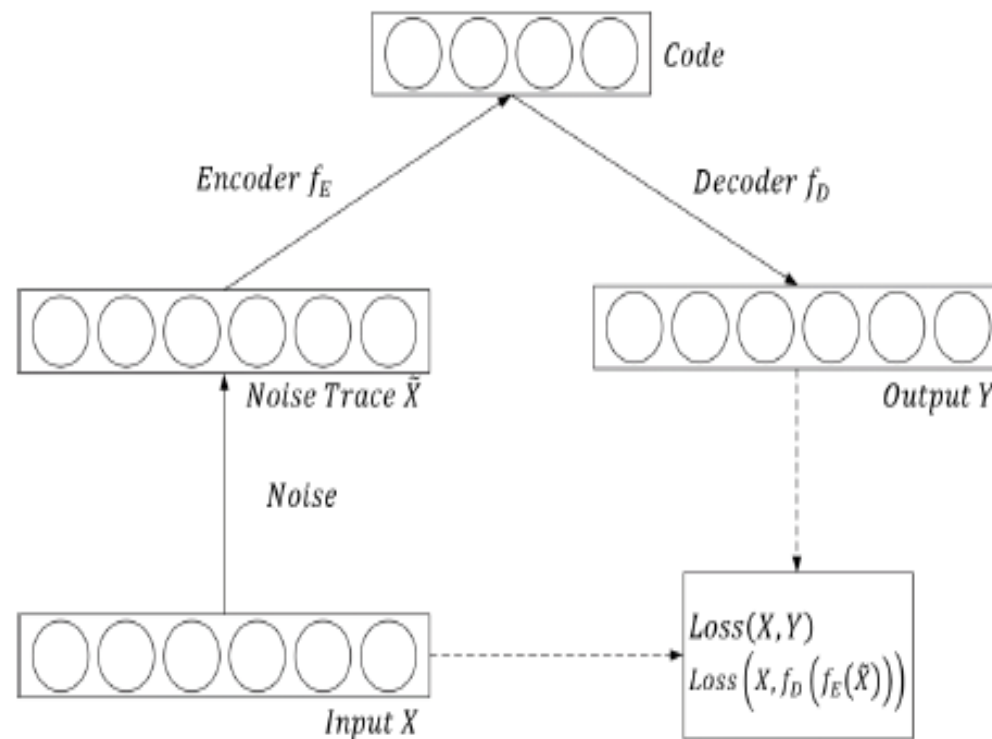 Code
Encoder f_E
Decoder f_D
Noise Trace X̃
Output Y
Noise
Loss(X,Y)
Loss(X,f_D(f_E(X̃)))
Input X